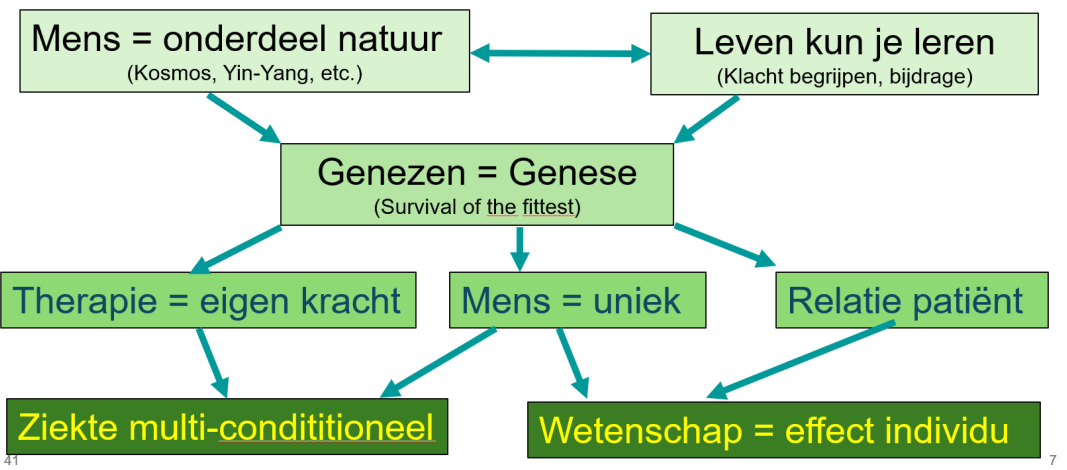 Mens = onderdeel natuur
(Kosmos, Yin-Yang, etc.)
Leven kun je leren
(Klacht begrijpen, bijdrage)
Genezen = Genese
(Survival of the fittest)
Therapie = eigen kracht
Mens = uniek
Relatie patiënt
Ziekte multi-condititioneel
Wetenschap = effect individu
41
7